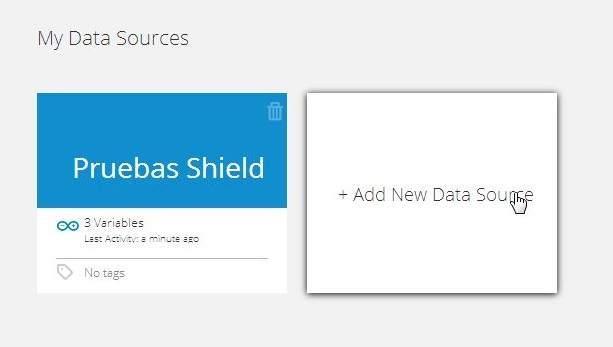 My Data Sources
Pruebas Shield
+ Add New Data Source
3 Variables
Last Activity: a minute ago
No tags